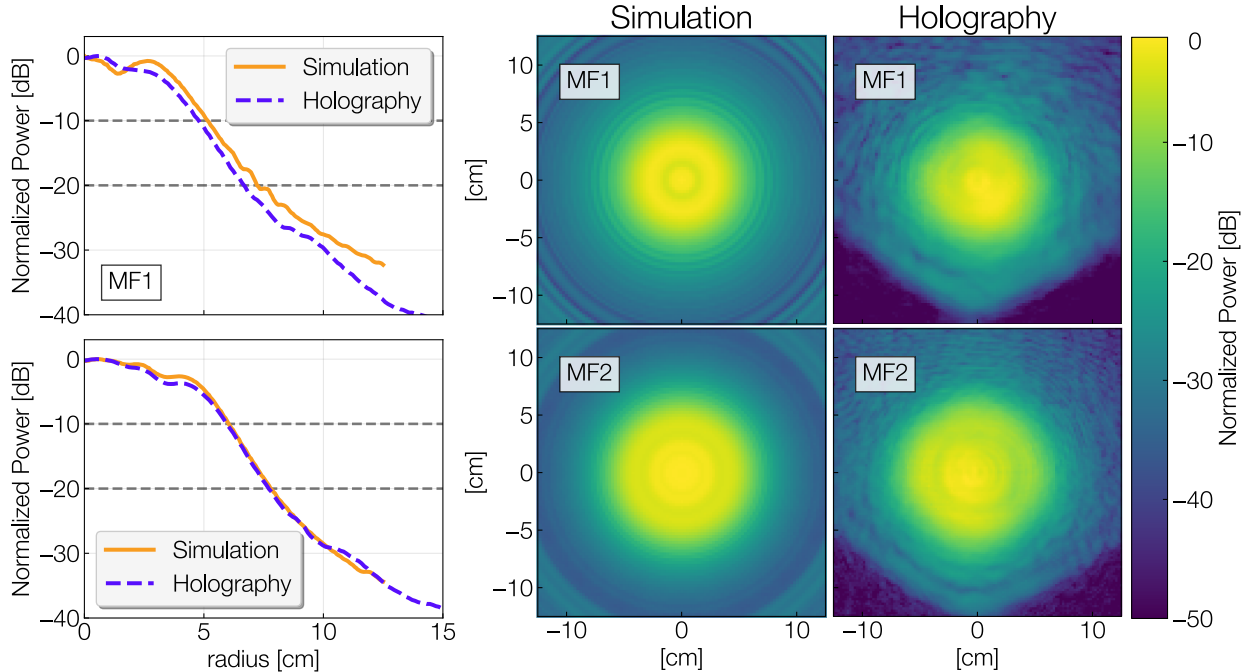 Simulation
Holography
Normalized Power [dB]
0
−10
−20
−30
−40
Simulation
Holography
MF1
[cm]
10
5
0
−5
−10
MF1
MF1
0
−10
−20
−30
−40
−50
Normalized Power [dB]
Normalized Power [dB]
0
−10
−20
−30
−40
Simulation
Holography
0
5
10
15
radius [cm]
[cm]
10
5
0
−5
−10
MF2
MF2
−10
0
10
[cm]
−10
0
10
[cm]